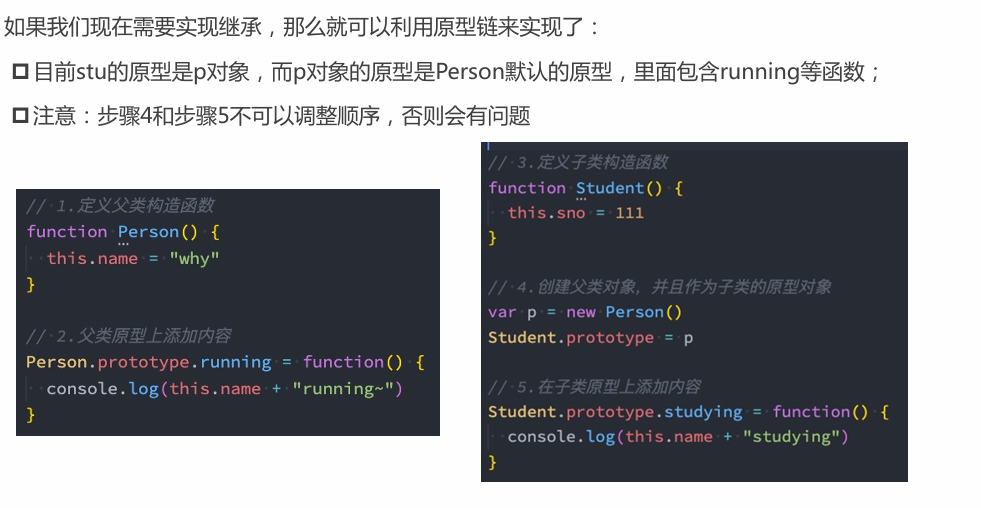 如果我们现在需要实现继承，那么就可以利用原型链来实现了：
目前stu的原型是p对象，而p对象的原型是Person默认的原型，里面包含running等函数；
注意：步骤4和步骤5不可以调整顺序，否则会有问题
// 1.定义父类构造函数
function Person() {
  this.name = "why"
}
// 2.父类原型上添加内容
Person.prototype.running = function() {
  console.log(this.name + "running~")
}
// 3.定义子类构造函数
function Student() {
  this.sno = 111
}
// 4.创建父类对象, 并且作为子类的原型对象
var p = new Person()
Student.prototype = p
// 5.在子类原型上添加内容
Student.prototype.studying = function() {
  console.log(this.name + "studying")
}